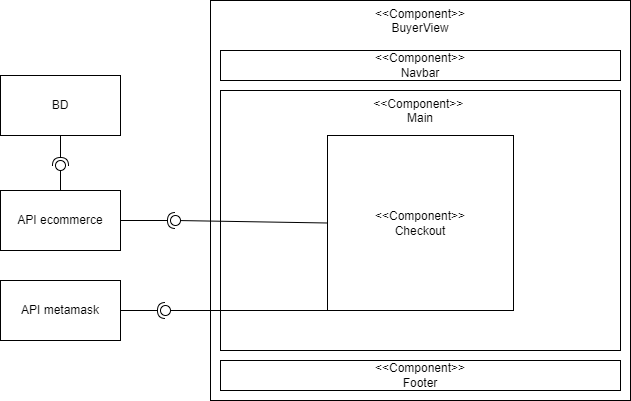 <<Component>>
BuyerView
<<Component>>
Navbar
<<Component>>
Main
BD
API ecommerce
<<Component>>
Checkout
API metamask
<<Component>>
Footer